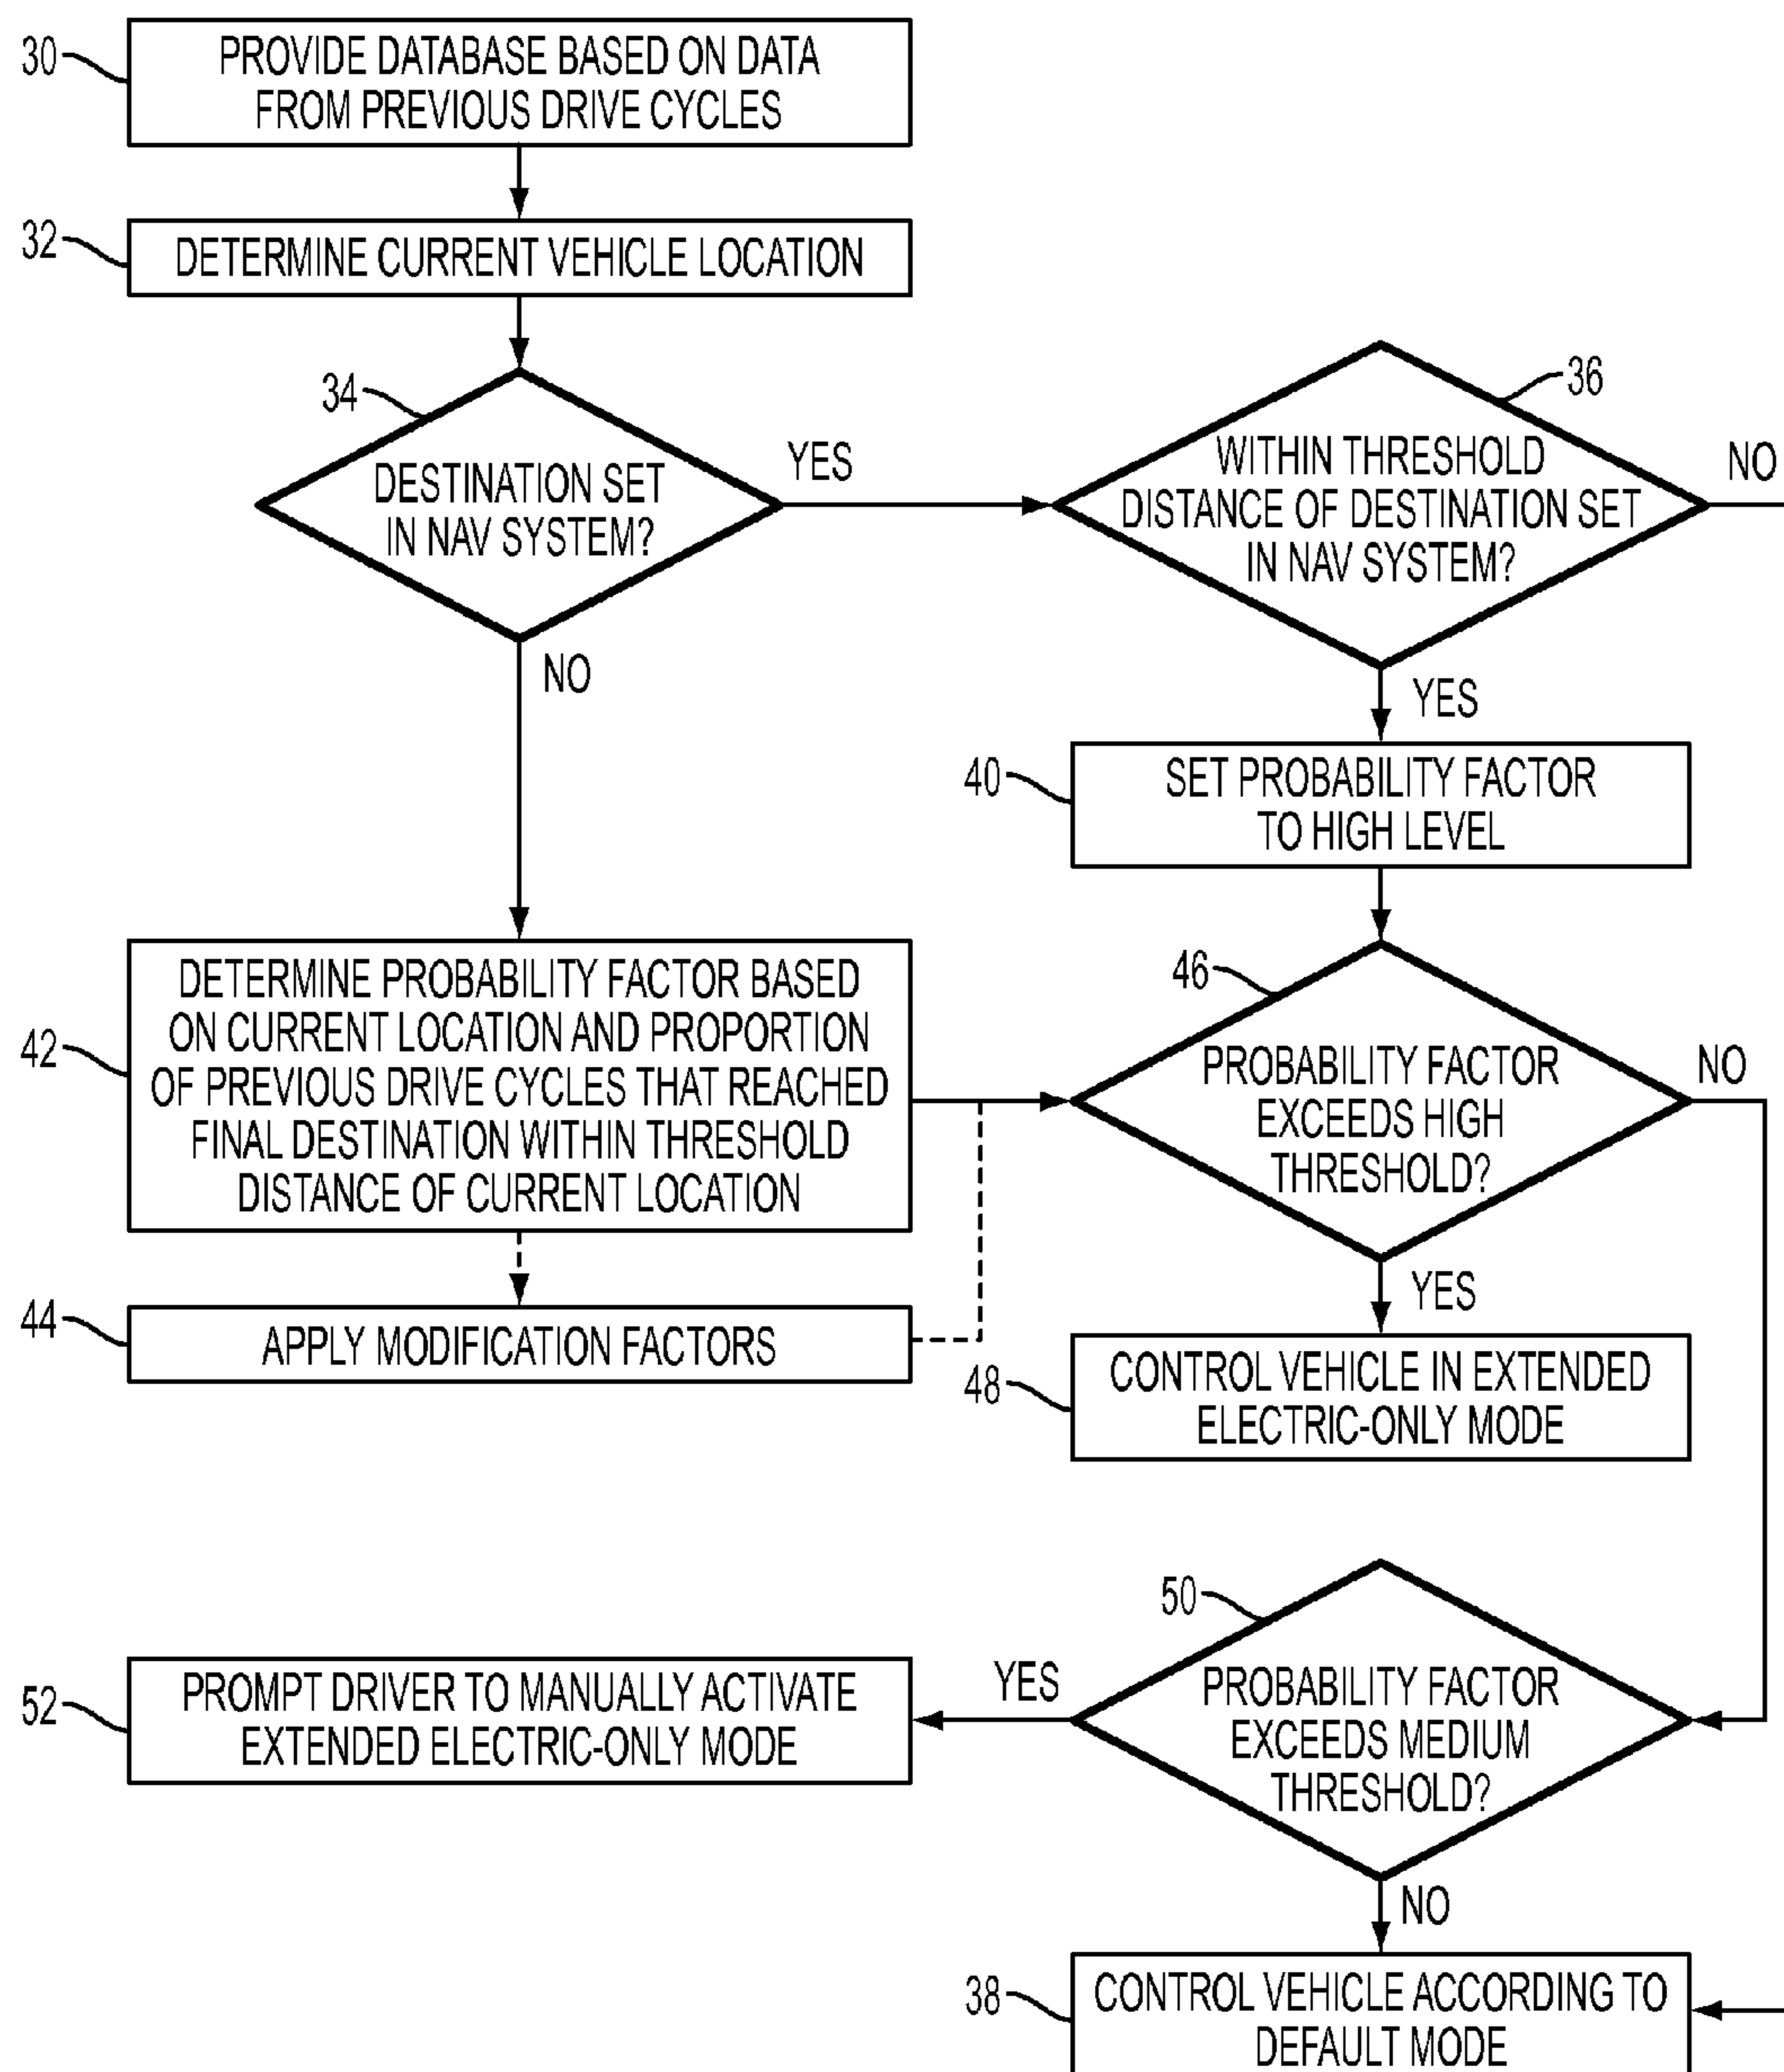 30
PROVIDE DATABASE BASED ON DATA
FROM PREVIOUS DRIVE CYCLES
32
DETERMINE CURRENT VEHICLE LOCATION
34
DESTINATION SET
IN NAV SYSTEM?
YES
NO
36
WITHIN THRESHOLD
DISTANCE OF DESTINATION SET
IN NAV SYSTEM?
NO
YES
40
SET PROBABILITY FACTOR
TO HIGH LEVEL
42
DETERMINE PROBABILITY FACTOR BASED
ON CURRENT LOCATION AND PROPORTION
OF PREVIOUS DRIVE CYCLES THAT REACHED
FINAL DESTINATION WITHIN THRESHOLD
DISTANCE OF CURRENT LOCATION
44
APPLY MODIFICATION FACTORS
46
PROBABILITY FACTOR
EXCEEDS HIGH
THRESHOLD?
NO
YES
48
CONTROL VEHICLE IN EXTENDED
ELECTRIC-ONLY MODE
50
PROBABILITY FACTOR
EXCEEDS MEDIUM
THRESHOLD?
YES
52
PROMPT DRIVER TO MANUALLY ACTIVATE
EXTENDED ELECTRIC-ONLY MODE
NO
38
CONTROL VEHICLE ACCORDING TO
DEFAULT MODE